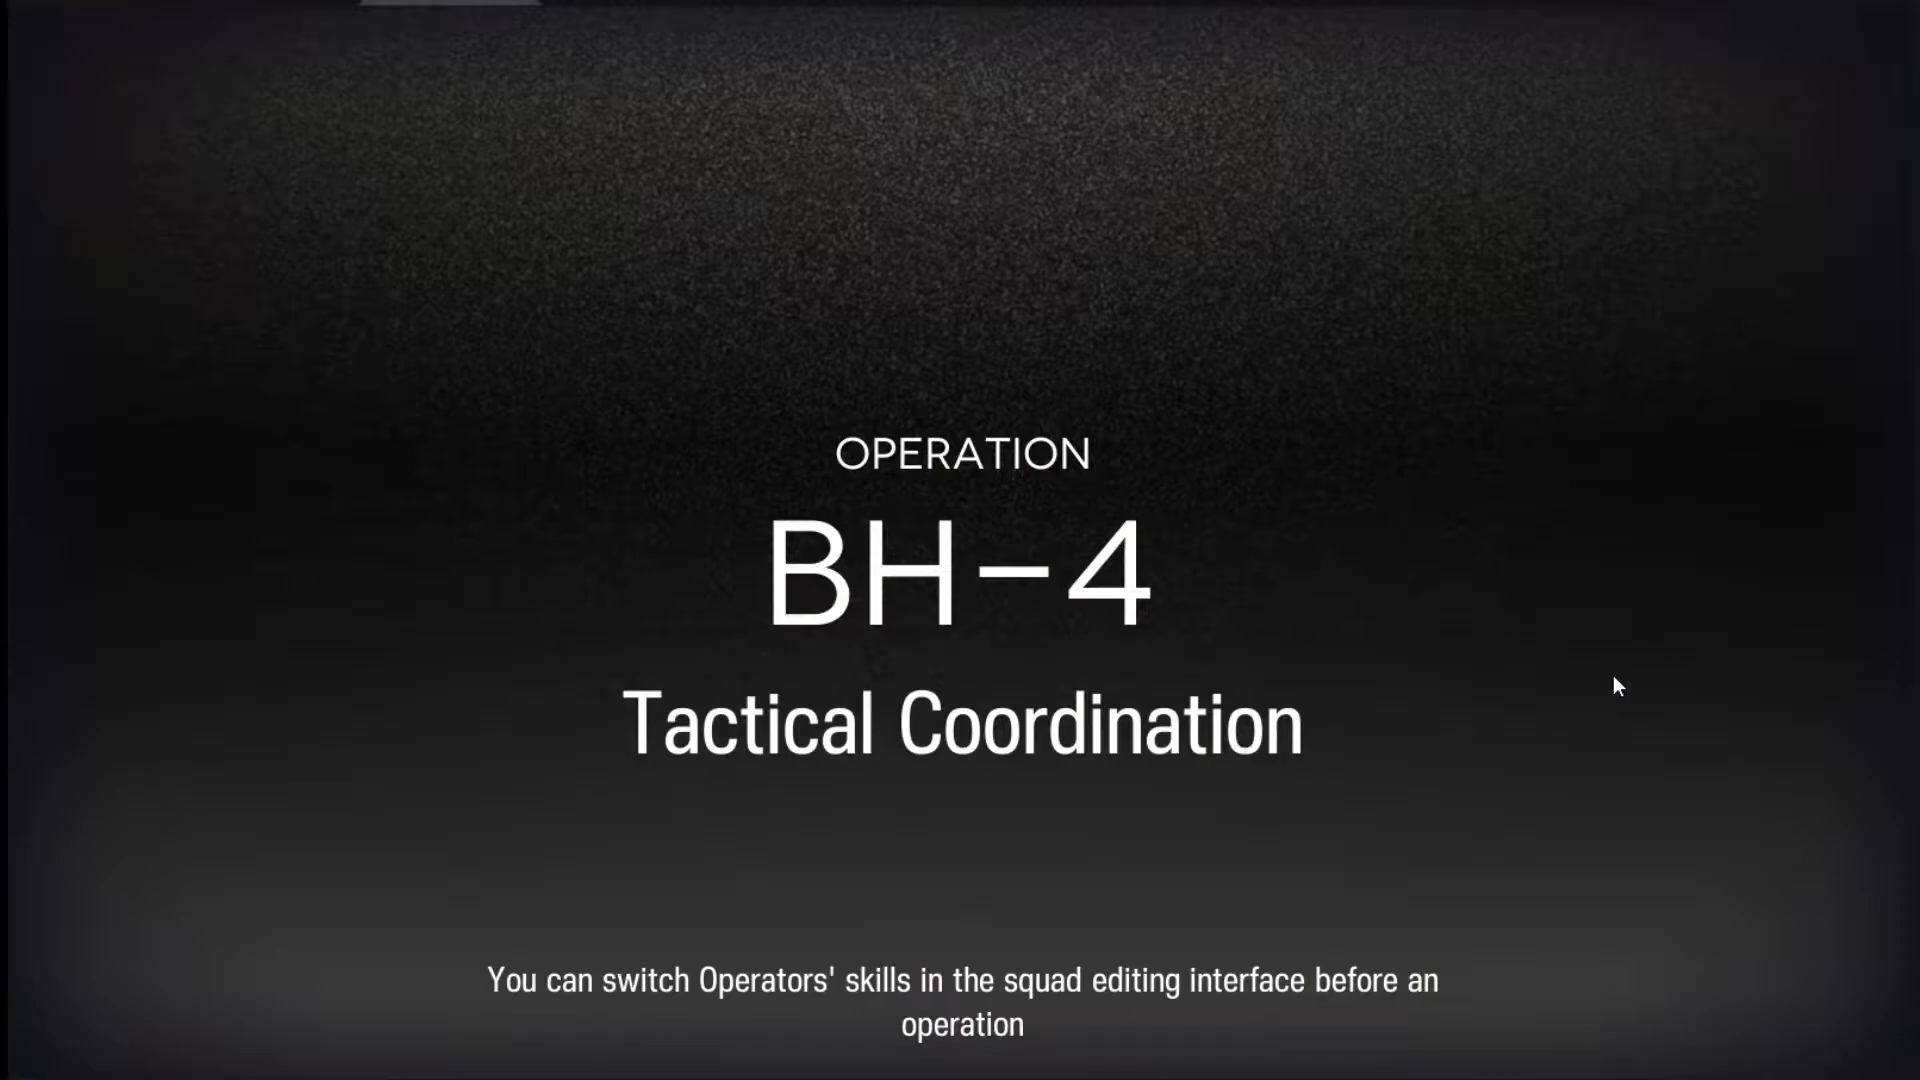 OPERATION
BH-4
Tactical Coordination
You can switch Operators' skills in the squad editing interface before an
operation